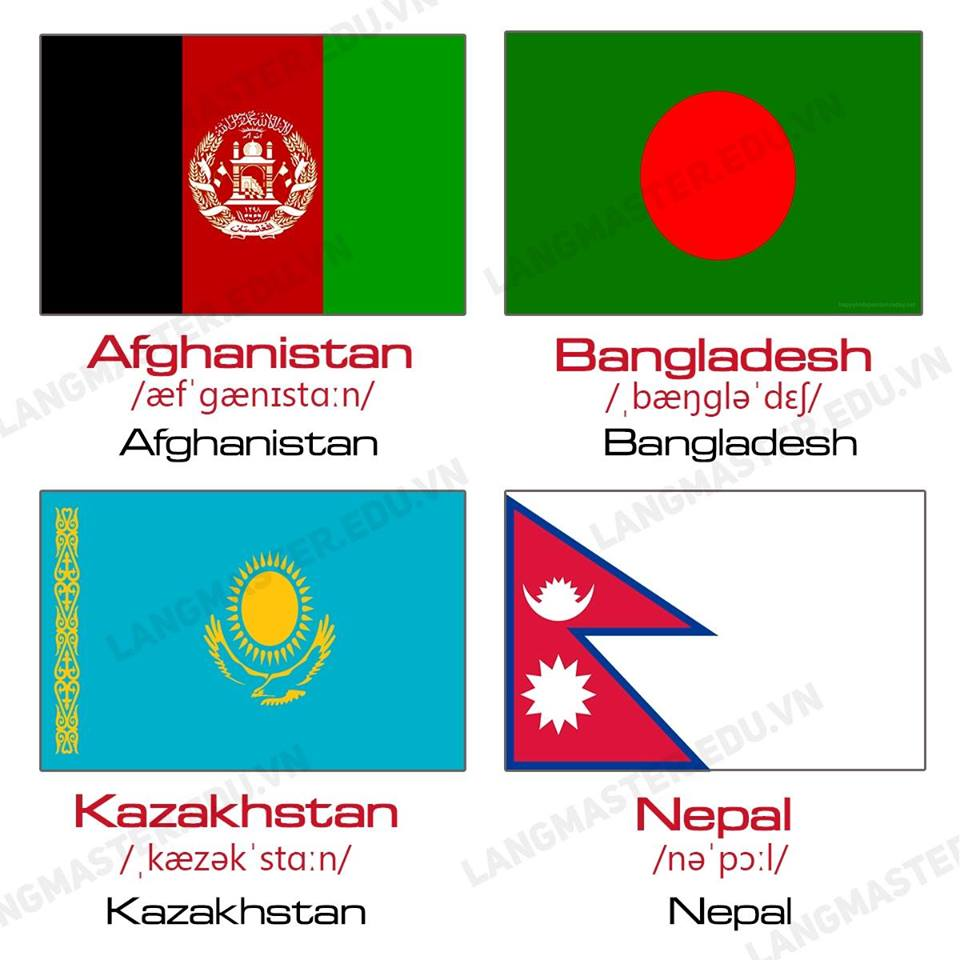 Afghanistan
/æfˈɡænɪstɑːn/
Afghanistan
Bangladesh
/ˌbæŋɡləˈdɛʃ/
Bangladesh
Kazakhstan
/ˌkæzəkˈstɑːn/
Kazakhstan
Nepal
/nəˈpɔːl/
Nepal
LANGMASTER.EDU.VN